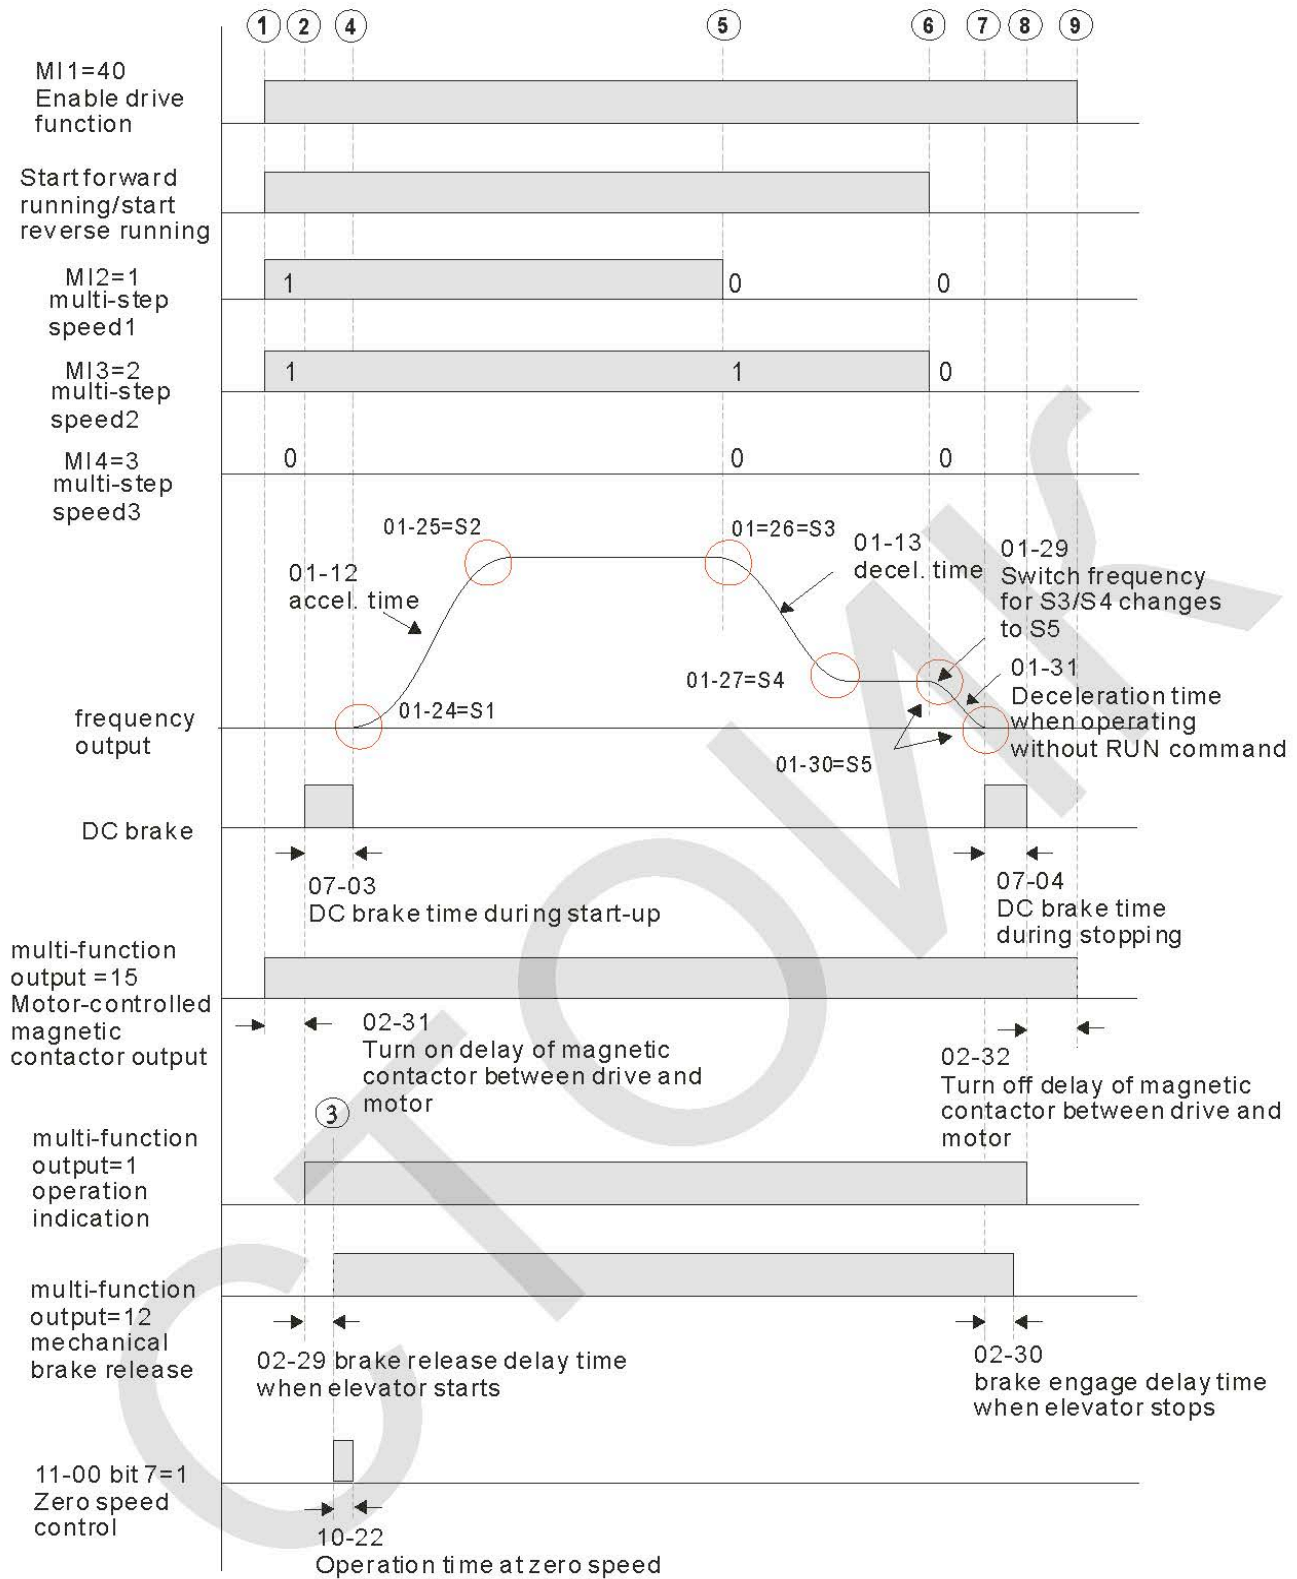 1 2 4 5 6 7 8 9
MI1=40
Enable drive
function
Start forward
running/start
reverse running
MI2=1
multi-step
speed1
1 0 0
MI3=2
multi-step
speed2
1 1 0
MI4=3
multi-step
speed3
0 0 0
01-25=S2
01=26=S3
01-12
accel. time
01-13
decel. time
01-29
Switch frequency
for S3/S4 changes
to S5
01-27=S4
01-31
Deceleration time
when operating
without RUN command
01-24=S1
frequency
output
01-30=S5
DC brake
07-03
DC brake time during start-up
07-04
DC brake time
during stopping
multi-function
output =15
Motor-controlled
magnetic
contactor output
02-31
Turn on delay of magnetic
contactor between drive and
motor
02-32
Turn off delay of magnetic
contactor between drive and
motor
3
multi-function
output=1
operation
indication
multi-function
output=12
mechanical
brake release
02-29 brake release delay time
when elevator starts
02-30
brake engage delay time
when elevator stops
11-00 bit 7=1
Zero speed
control
10-22
Operation time at zero speed
СТОИК